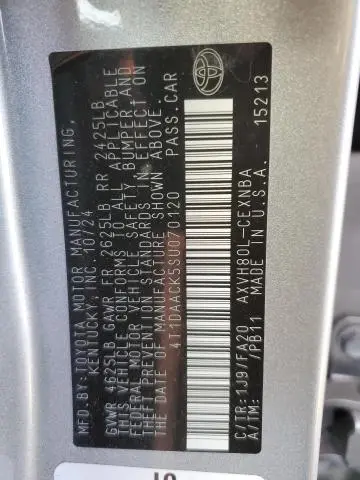 MFD.BY:TOYOTA MOTOR MANUFACTURING,
KENTUCKY, INC. 10/24
GVWR 4625LB GAWR FR 2625LB RR 2425LB
THIS VEHICLE CONFORMS TO ALL APPLICABLE
FEDERAL MOTOR VEHICLE SAFETY, BUMPER, AND
THEFT PREVENTION STANDARDS IN EFFECT ON
THE DATE OF MANUFACTURE SHOWN ABOVE.
4T1DAACK5SU070120 PASS.CAR
C/TR:1J9/FA20 AXVH80L-CEXNBA
A/TM: /PB11 MADE IN U.S.A. 15213